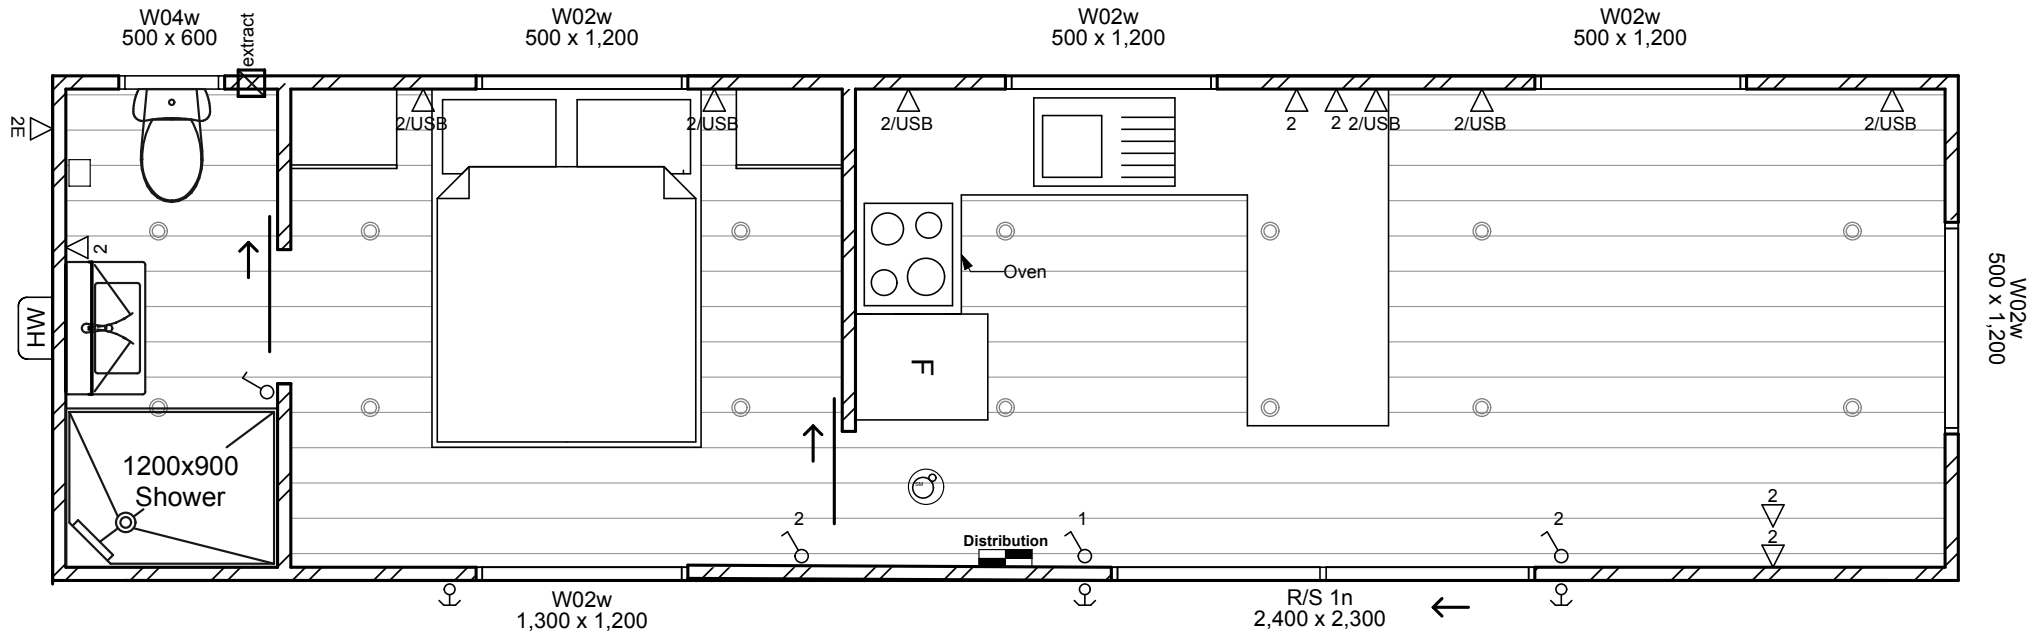 W04w
500 x 600
extract
W02w
500 x 1,200
W02w
500 x 1,200
W02w
500 x 1,200
2E
2/USB
2/USB
2/USB
2
2
2/USB
2/USB
2/USB
2
Oven
HW
F
W02w
500 x 1,200
1200x900
Shower
SM
2
Distribution
1
2
2
2
W02w
1,300 x 1,200
R/S 1n
2,400 x 2,300